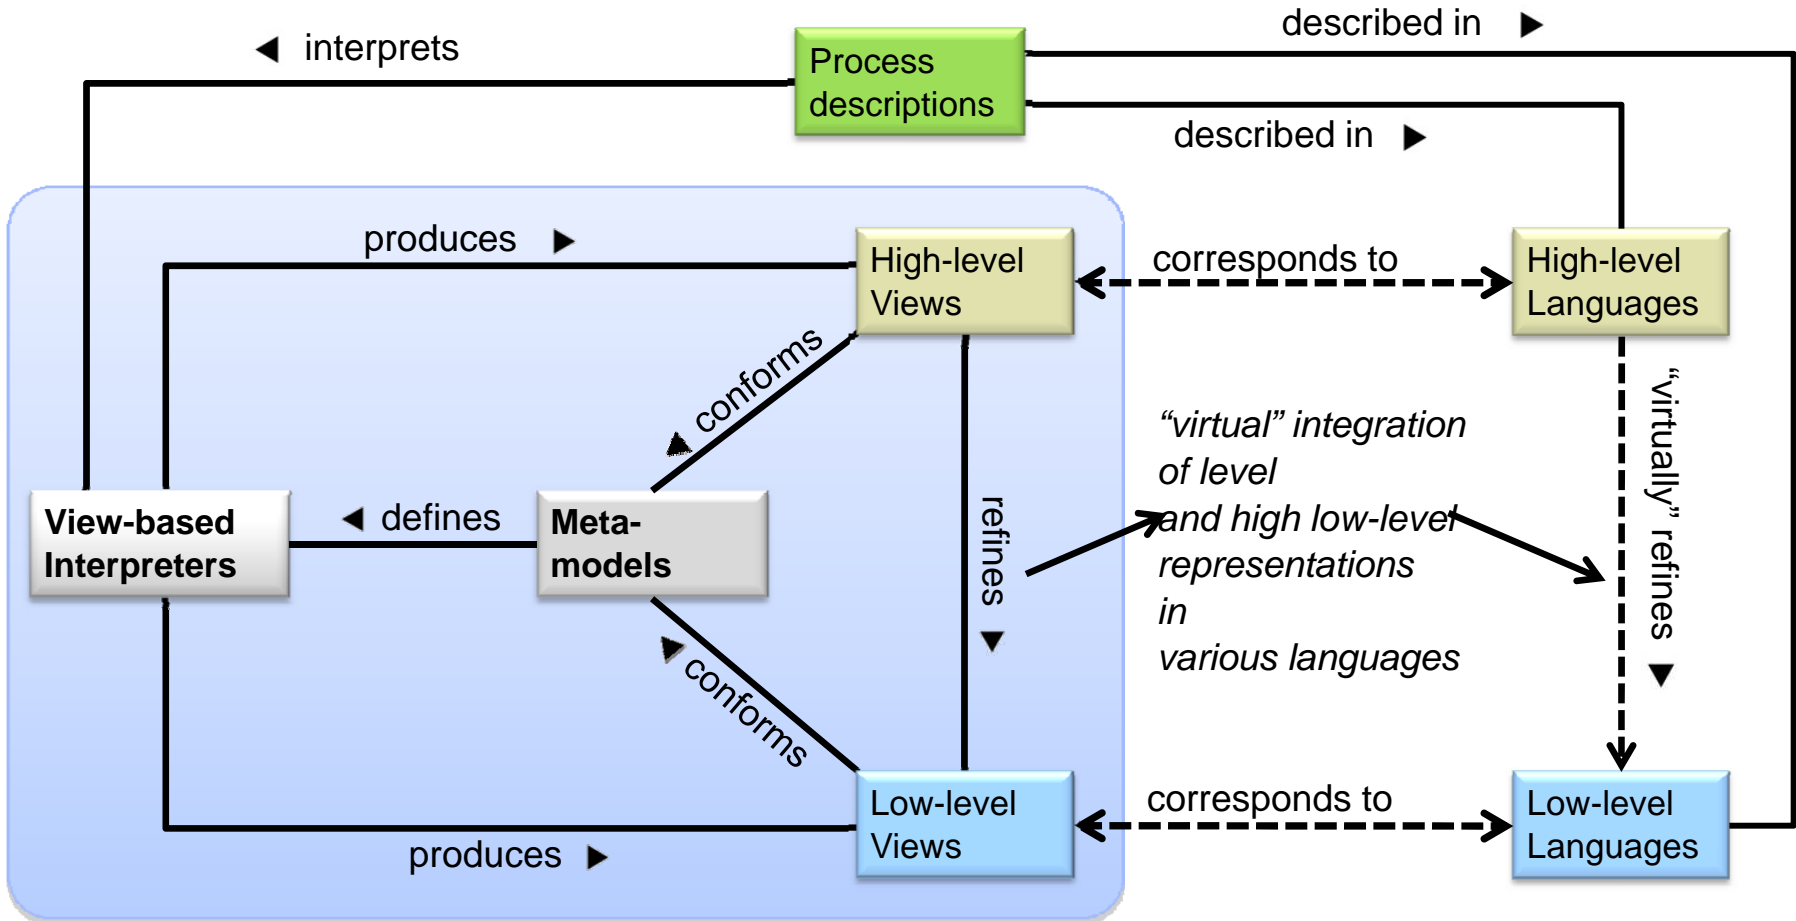 described in
interprets
Process
descriptions
described in
produces
High-level
Views
corresponds to
High-level
Languages
conforms
“virtual” integration
of level
and high low-level
representations
in
various languages
“virtually” refines
refines
View-based
Interpreters
defines
Meta-
models
conforms
Low-level
Views
corresponds to
Low-level
Languages
produces